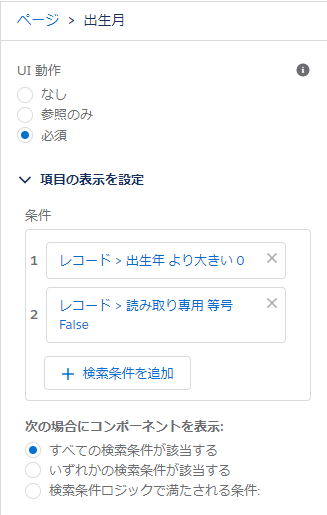 ページ > 出生月
UI 動作
なし
参照のみ
必須
項目の表示を設定
条件
1 レコード > 出生年 より大きい 0
2 レコード > 読み取り専用 等号
False
+ 検索条件を追加
次の場合にコンポーネントを表示:
すべての検索条件が該当する
いずれかの検索条件が該当する
検索条件ロジックで満たされる条件: